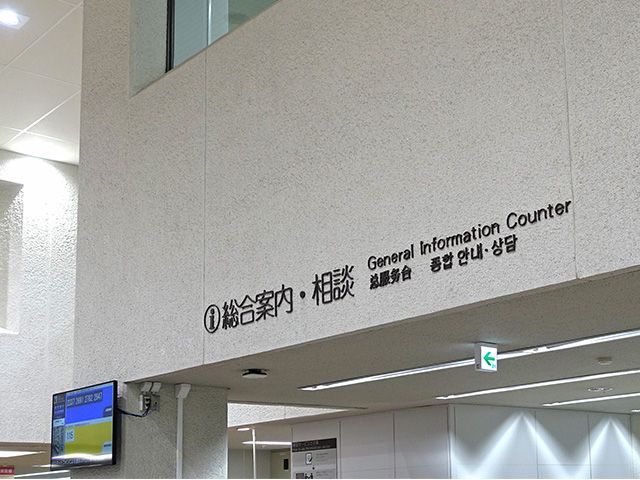 i 総合案内・相談
General Information Counter
总服务台 종합 안내·상담